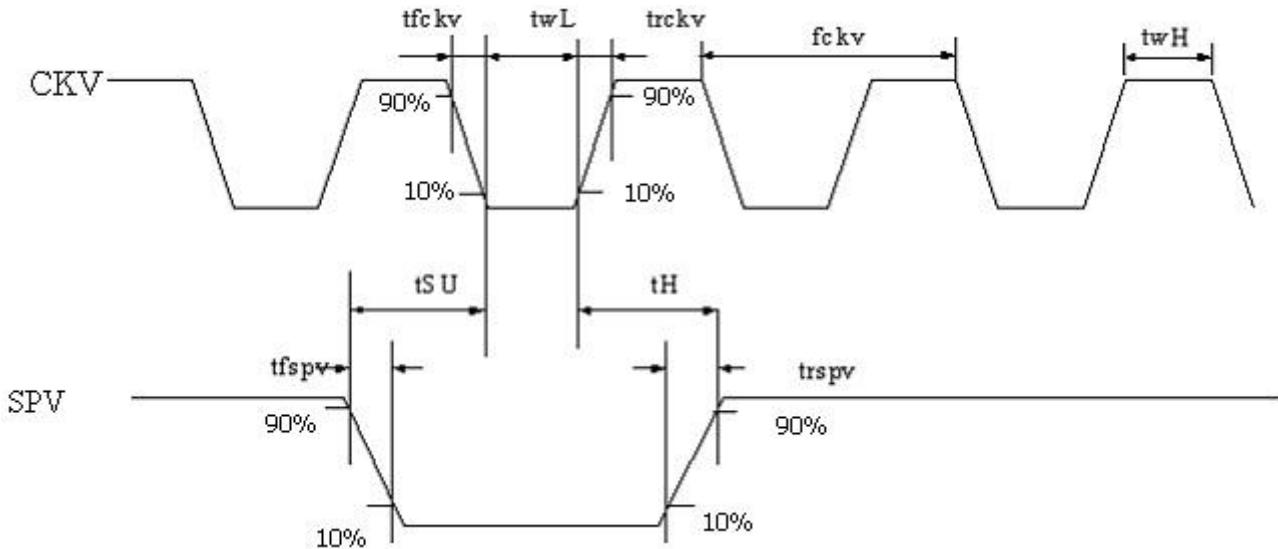 tfckv twL trckv fckv twH
CKV
90% 90%
10% 10%
tSU tH
tfspv trspv
SPV
90% 90%
10% 10%